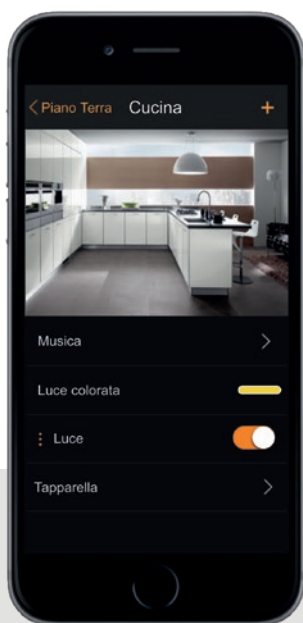 Piano Terra Cucina
Musica
Luce colorata
Luce
Tapparella